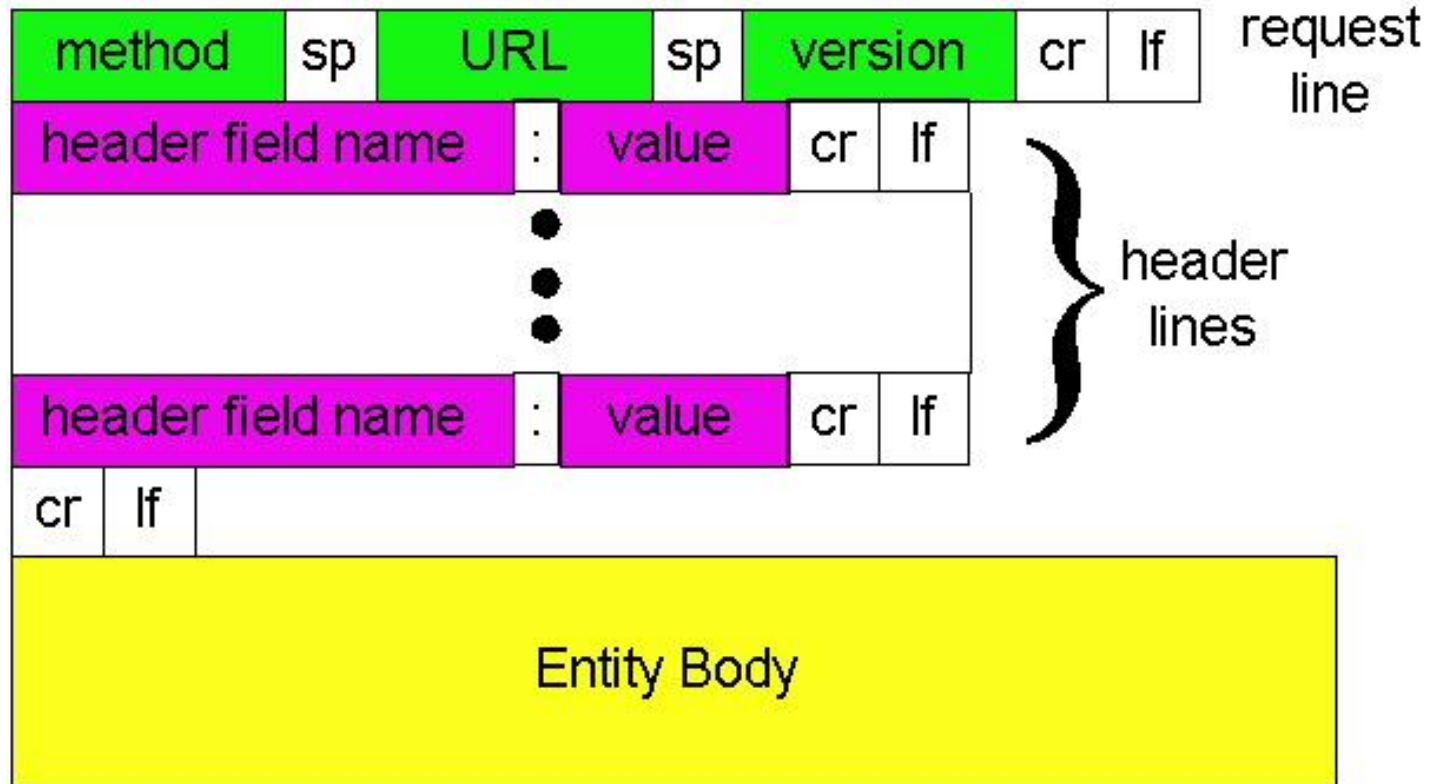 method sp URL sp version cr lf request line
header field name : value cr lf
header lines
header field name : value cr lf
cr lf
Entity Body